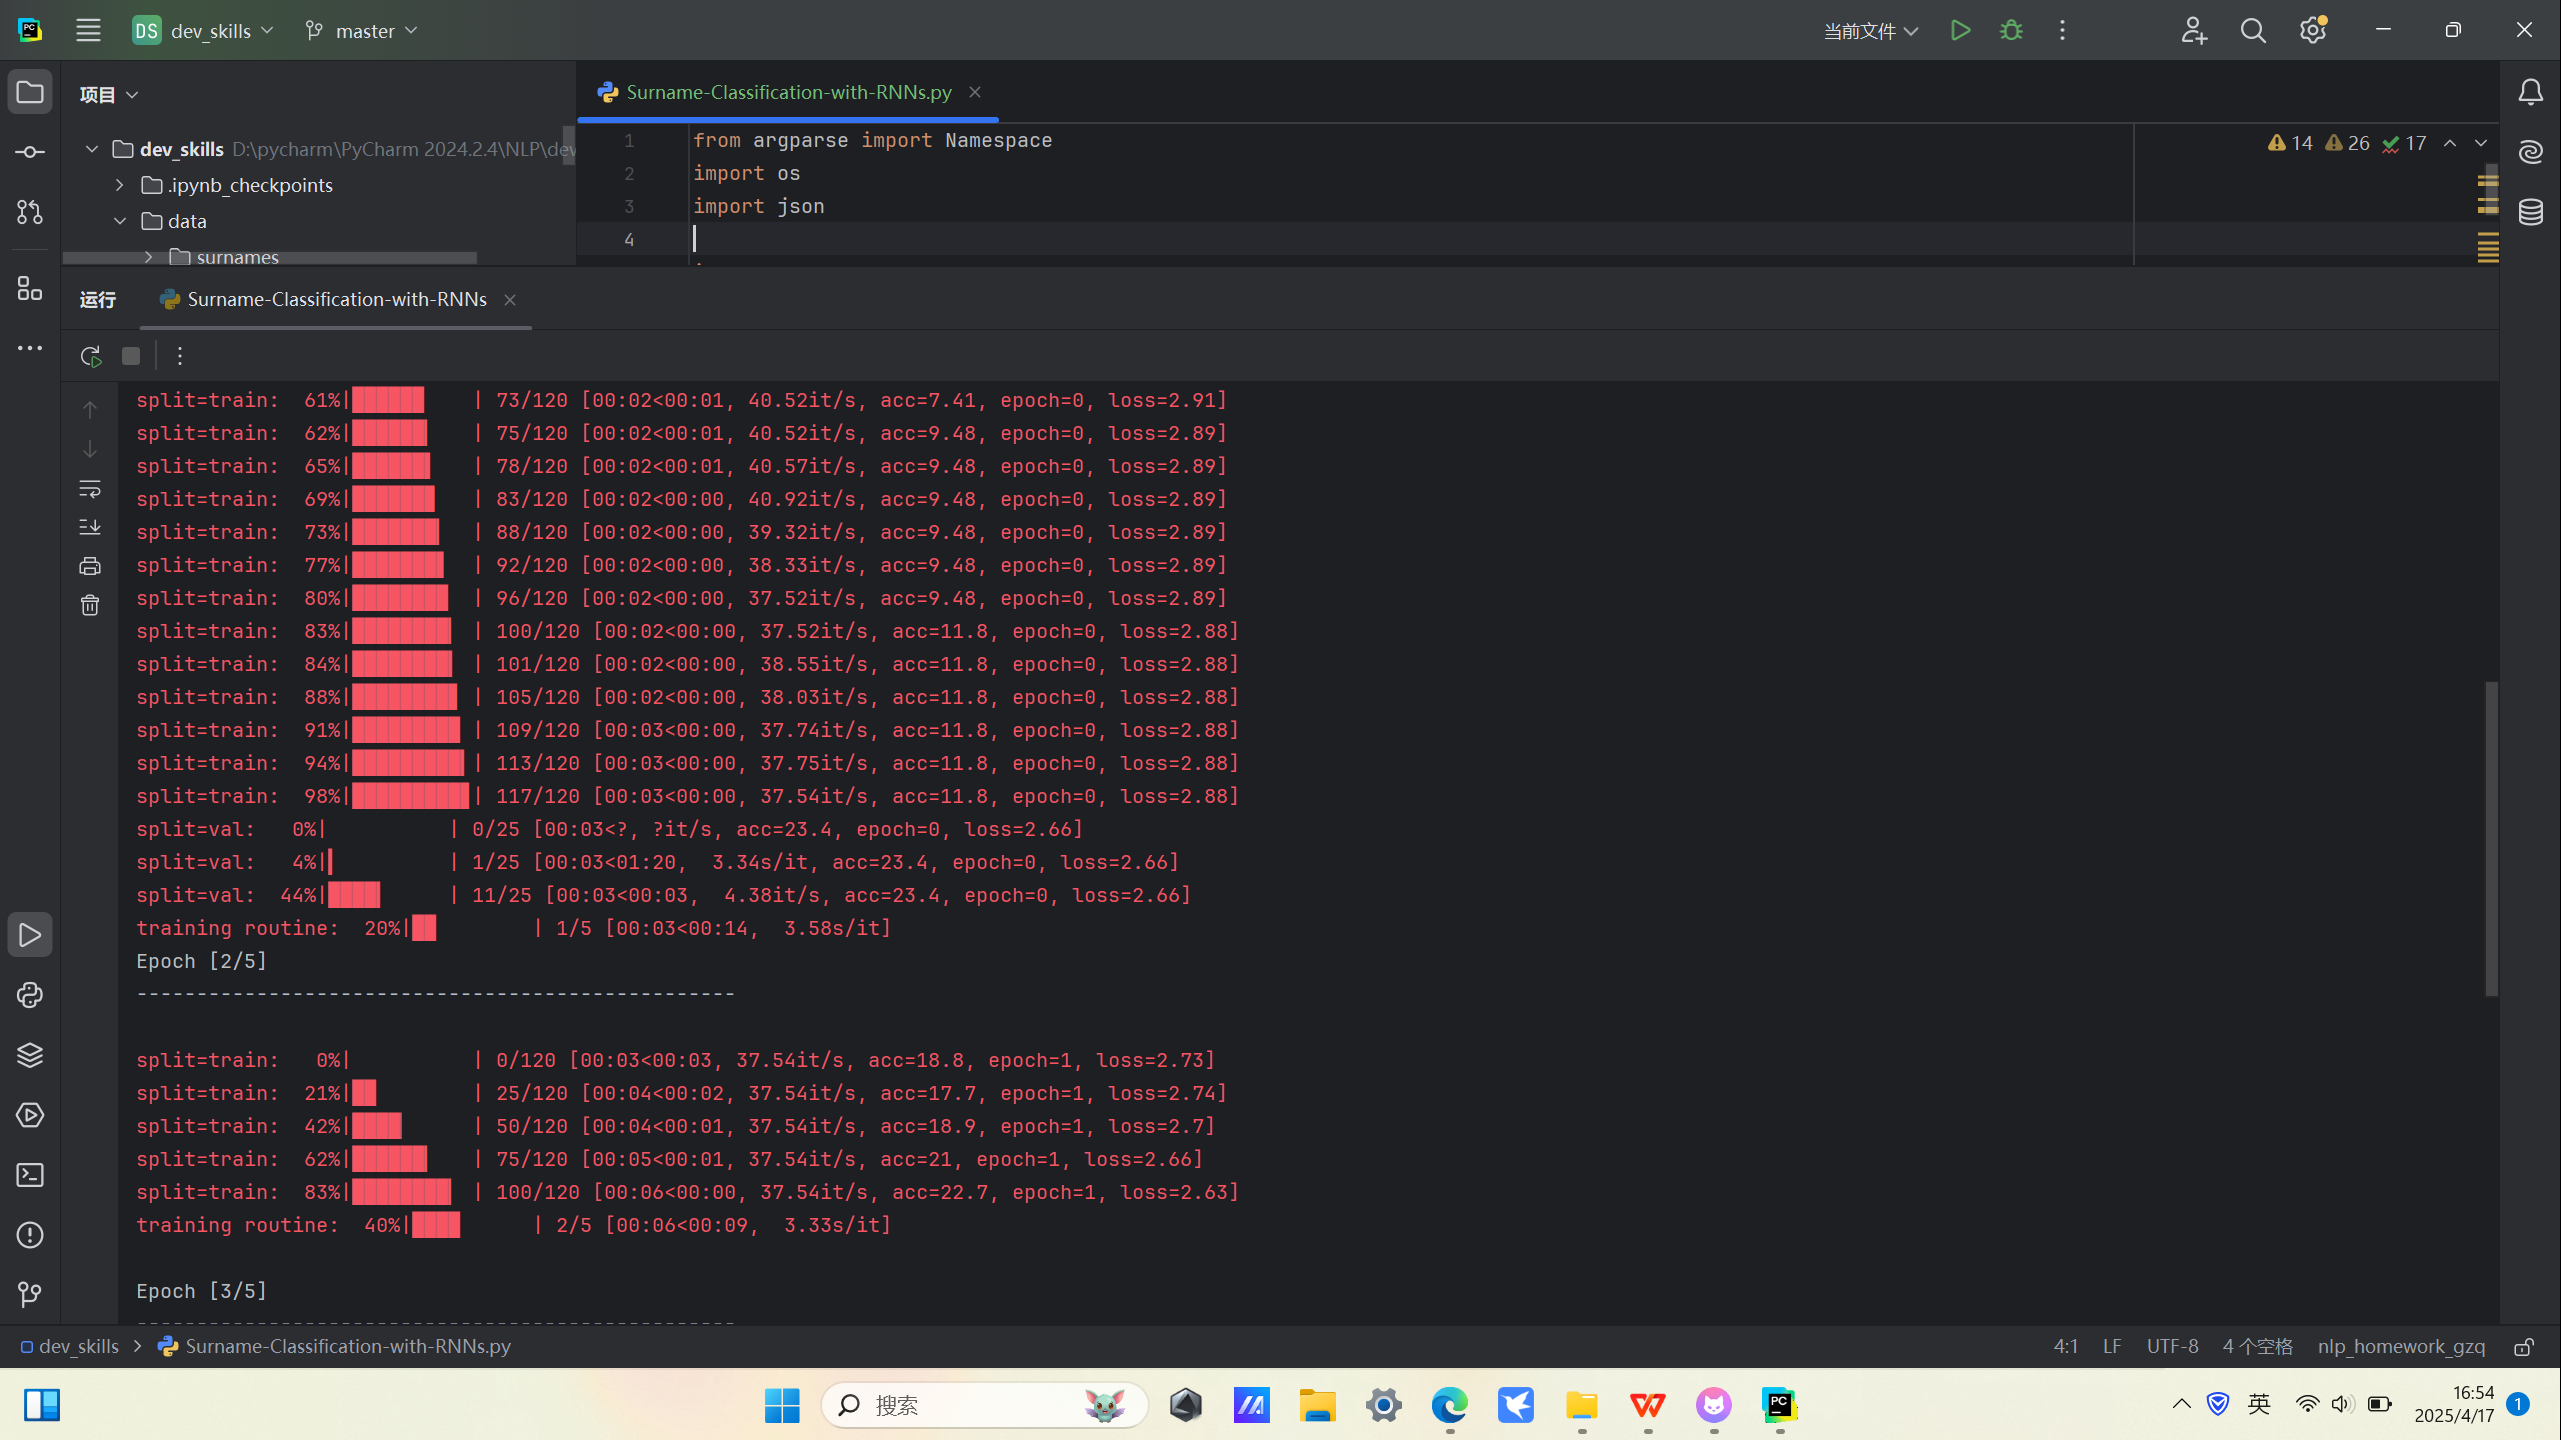 DS dev_skills master 当前文件
项目
dev_skills D:\pycharm\PyCharm 2024.2.4\NLP\dev
.ipynb_checkpoints
data
surnames
Surname-Classification-with-RNNs.py
1 from argparse import Namespace
2 import os
3 import json
4
14 26 17
运行 Surname-Classification-with-RNNs
split=train:  61%|██████    | 73/120 [00:02<00:01, 40.52it/s, acc=7.41, epoch=0, loss=2.91]
split=train:  62%|██████▎   | 75/120 [00:02<00:01, 40.52it/s, acc=9.48, epoch=0, loss=2.89]
split=train:  65%|██████▌   | 78/120 [00:02<00:01, 40.57it/s, acc=9.48, epoch=0, loss=2.89]
split=train:  69%|██████▉   | 83/120 [00:02<00:00, 40.92it/s, acc=9.48, epoch=0, loss=2.89]
split=train:  73%|███████▎  | 88/120 [00:02<00:00, 39.32it/s, acc=9.48, epoch=0, loss=2.89]
split=train:  77%|███████▋  | 92/120 [00:02<00:00, 38.33it/s, acc=9.48, epoch=0, loss=2.89]
split=train:  80%|████████  | 96/120 [00:02<00:00, 37.52it/s, acc=9.48, epoch=0, loss=2.89]
split=train:  83%|████████▎ | 100/120 [00:02<00:00, 37.52it/s, acc=11.8, epoch=0, loss=2.88]
split=train:  84%|████████▍ | 101/120 [00:02<00:00, 38.55it/s, acc=11.8, epoch=0, loss=2.88]
split=train:  88%|████████▊ | 105/120 [00:02<00:00, 38.03it/s, acc=11.8, epoch=0, loss=2.88]
split=train:  91%|█████████ | 109/120 [00:03<00:00, 37.74it/s, acc=11.8, epoch=0, loss=2.88]
split=train:  94%|█████████▍| 113/120 [00:03<00:00, 37.75it/s, acc=11.8, epoch=0, loss=2.88]
split=train:  98%|█████████▊| 117/120 [00:03<00:00, 37.54it/s, acc=11.8, epoch=0, loss=2.88]
split=val:   0%|          | 0/25 [00:03<?, ?it/s, acc=23.4, epoch=0, loss=2.66]
split=val:   4%|▍         | 1/25 [00:03<01:20,  3.34s/it, acc=23.4, epoch=0, loss=2.66]
split=val:  44%|████▍     | 11/25 [00:03<00:03,  4.38it/s, acc=23.4, epoch=0, loss=2.66]
training routine:  20%|██        | 1/5 [00:03<00:14,  3.58s/it]
Epoch [2/5]
--------------------------------------------------
split=train:   0%|          | 0/120 [00:03<00:03, 37.54it/s, acc=18.8, epoch=1, loss=2.73]
split=train:  21%|██        | 25/120 [00:04<00:02, 37.54it/s, acc=17.7, epoch=1, loss=2.74]
split=train:  42%|████▏     | 50/120 [00:04<00:01, 37.54it/s, acc=18.9, epoch=1, loss=2.7]
split=train:  62%|██████▎   | 75/120 [00:05<00:01, 37.54it/s, acc=21, epoch=1, loss=2.66]
split=train:  83%|████████▎ | 100/120 [00:06<00:00, 37.54it/s, acc=22.7, epoch=1, loss=2.63]
training routine:  40%|████      | 2/5 [00:06<00:09,  3.33s/it]
Epoch [3/5]
--------------------------------------------------
dev_skills Surname-Classification-with-RNNs.py 4:1 LF UTF-8 4 个空格 nlp_homework_gzq
搜索
英
16:54
2025/4/17
1